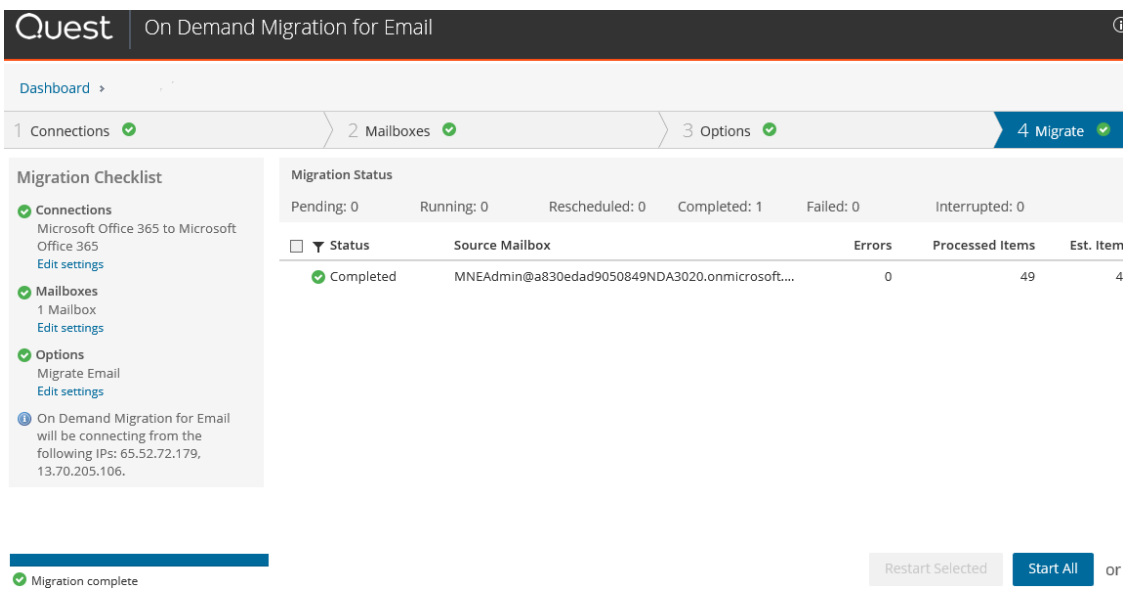 Quest On Demand Migration for Email
Dashboard >
1 Connections 2 Mailboxes 3 Options 4 Migrate
Migration Checklist
Connections
Microsoft Office 365 to Microsoft
Office 365
Edit settings
Mailboxes
1 Mailbox
Edit settings
Options
Migrate Email
Edit settings
On Demand Migration for Email
will be connecting from the
following IPs: 65.52.72.179,
13.70.205.106.
Migration Status
Pending: 0 Running: 0 Rescheduled: 0 Completed: 1 Failed: 0 Interrupted: 0
Status Source Mailbox Errors Processed Items Est. Item
Completed MNEAdmin@a830edad9050849NDA3020.onmicrosoft.... 0 49 4
Migration complete
Restart Selected Start All or